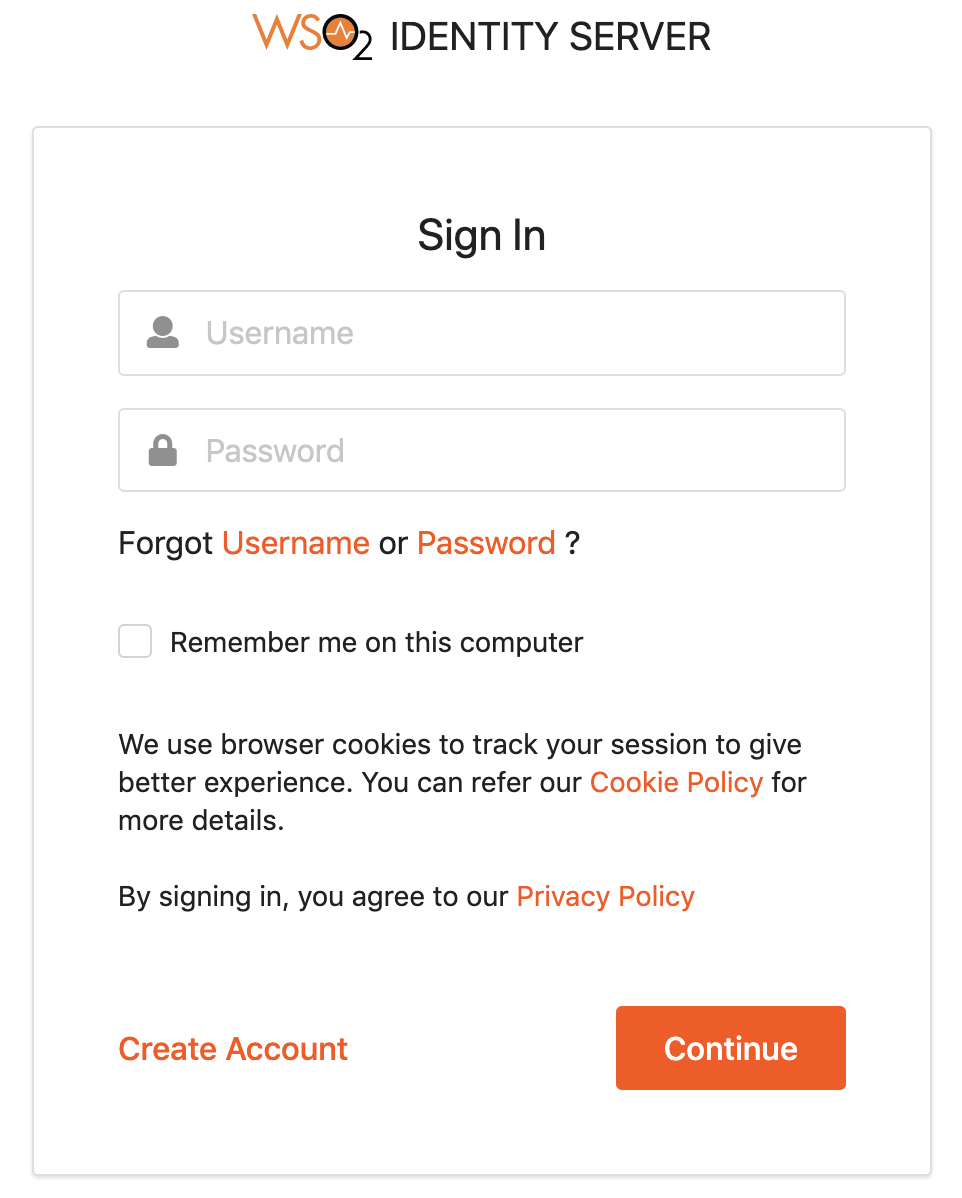 WSO2 IDENTITY SERVER
Sign In
Username
Password
Forgot Username or Password ?
Remember me on this computer
We use browser cookies to track your session to give
better experience. You can refer our Cookie Policy for
more details.
By signing in, you agree to our Privacy Policy
Create Account
Continue